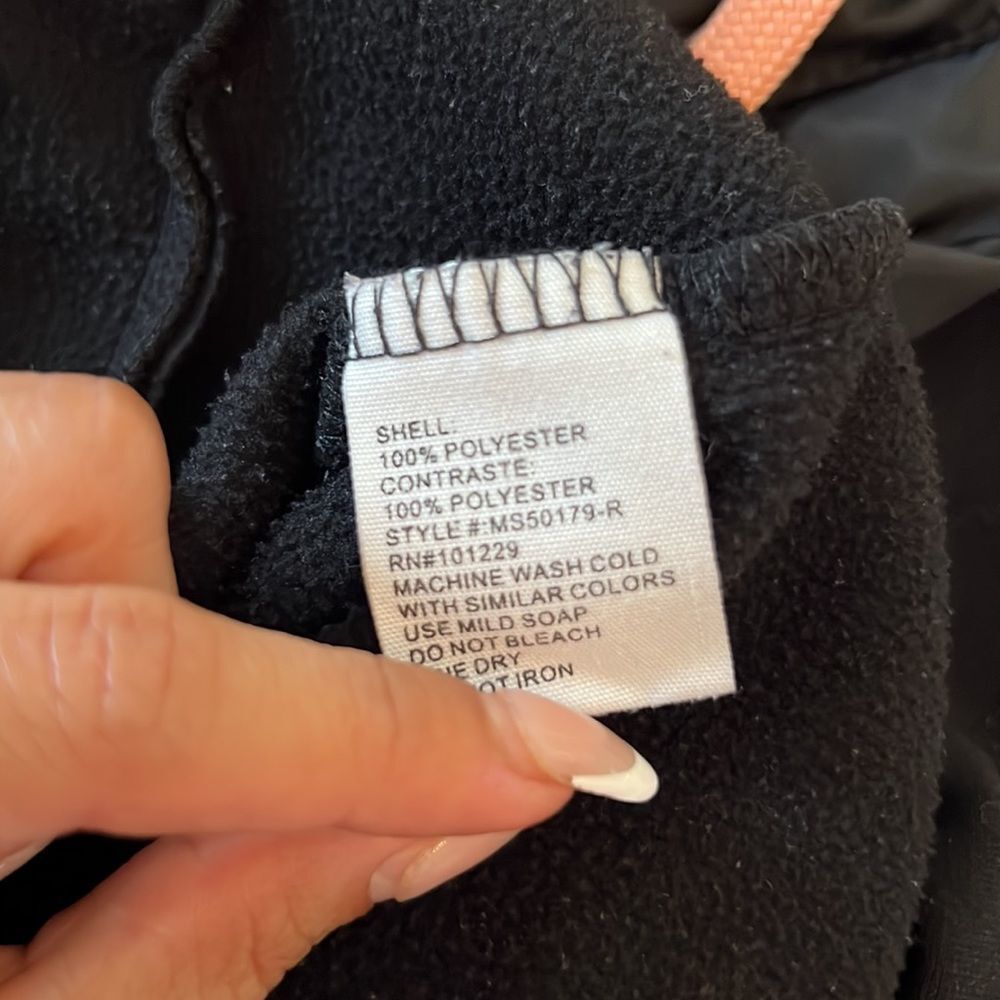 SHELL:
100% POLYESTER
CONTRASTE:
100% POLYESTER
STYLE #:MS50179-R
RN#101229
MACHINE WASH COLD
WITH SIMILAR COLORS
USE MILD SOAP
DO NOT BLEACH
DRY
IRON